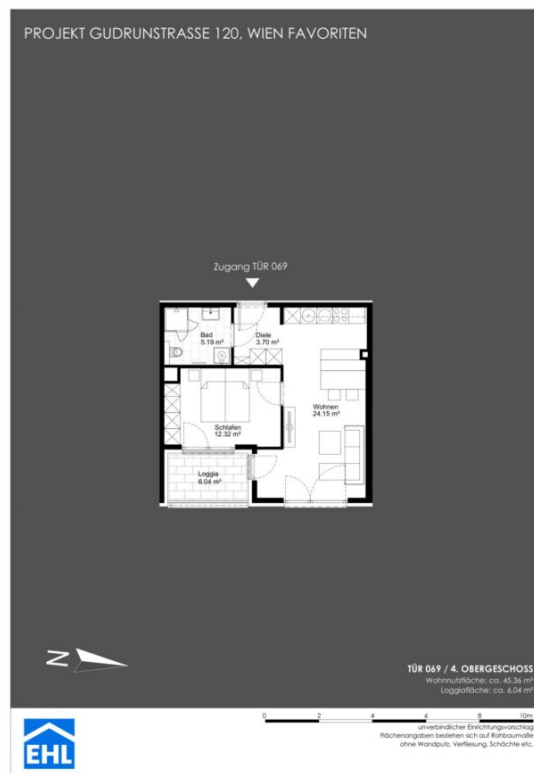 PROJEKT GUDRUNSTRASSE 120, WIEN FAVORITEN
Zugang TÜR 069
Bad
5.19 m²
Diele
3.70 m²
Wohnen
24.15 m²
Schlafen
12.32 m²
Loggia
6.04 m²
N
TÜR 069 / 4. OBERGESCHOSS
Wohnnutzfläche: ca. 45.36 m²
Loggiafläche: ca. 6.04 m²
0 2 4 6 8 10m
unverbindlicher Einrichtungsvorschlag
Flächenangaben beziehen sich auf Rohbaumaße
ohne Wandputz, Verfliesung, Schächte etc.
EHL